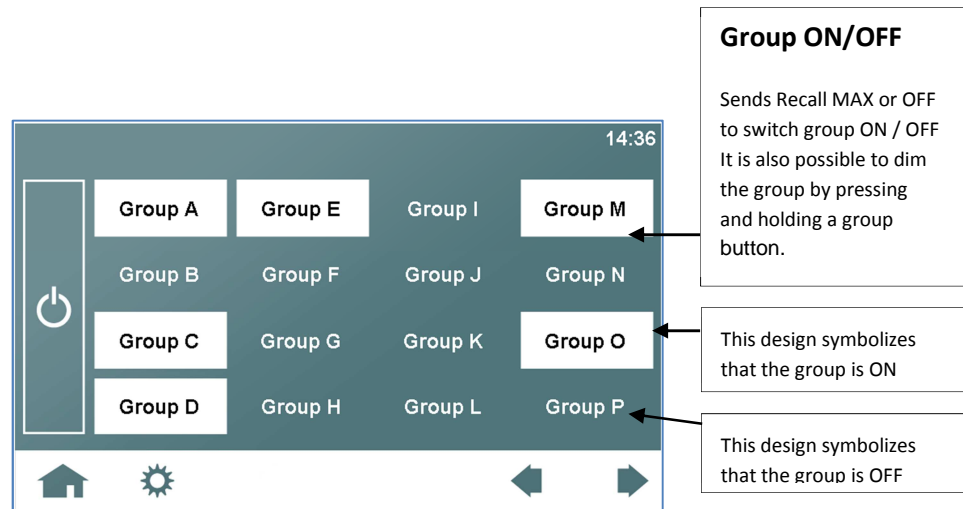 Group ON/OFF
Sends Recall MAX or OFF
to switch group ON / OFF
It is also possible to dim
the group by pressing
and holding a group
button.
14:36
Group A Group E Group I Group M
Group B Group F Group J Group N
Group C Group G Group K Group O
Group D Group H Group L Group P
This design symbolizes
that the group is ON
This design symbolizes
that the group is OFF